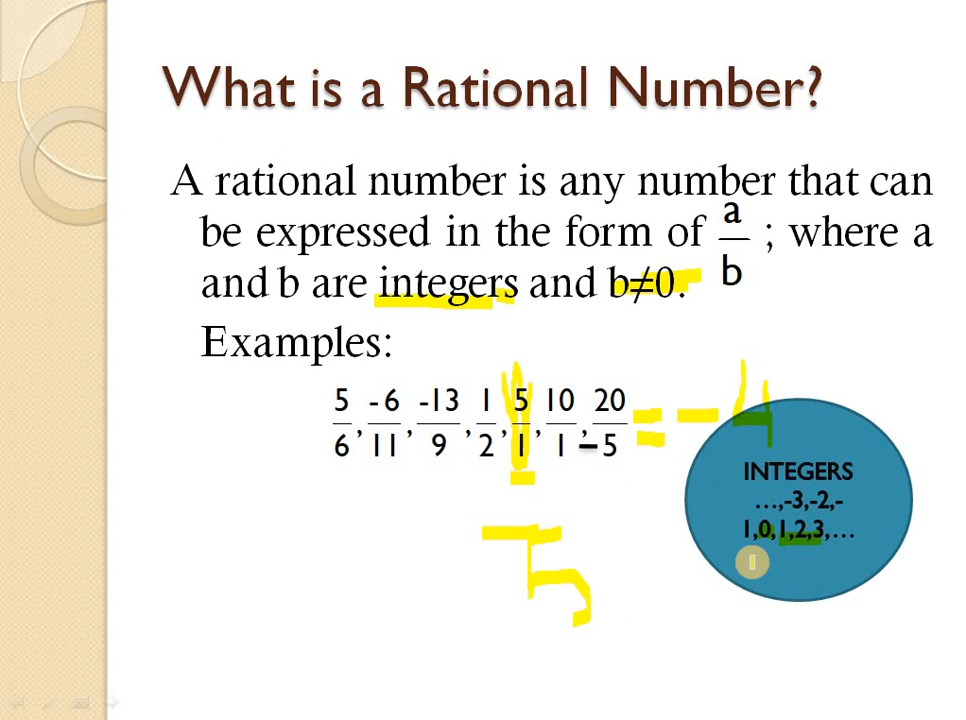 What is a Rational Number?
A rational number is any number that can
be expressed in the form of a/b ; where a
and b are integers and b≠0.
Examples:
5/6, -6/11, -13/9, 1/2, 5/1, 10/1, 20/-5 = -4
5
INTEGERS
…,-3,-2,-
1,0,1,2,3,…